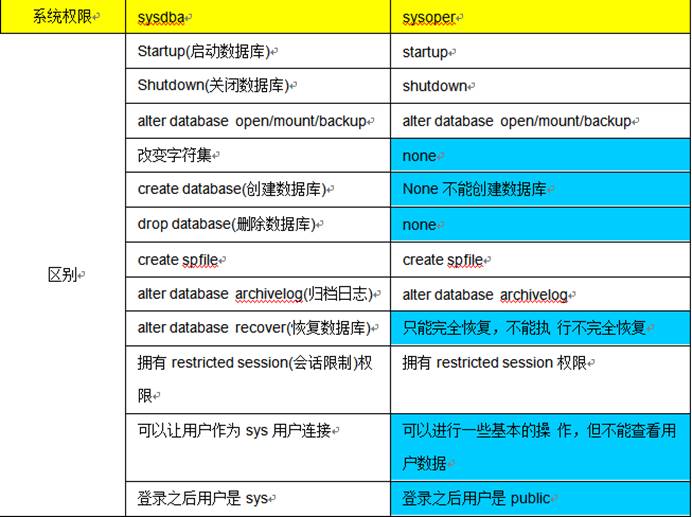 系统权限 sysdba sysoper
Startup(启动数据库) startup
Shutdown(关闭数据库) shutdown
alter database open/mount/backup alter database open/mount/backup
改变字符集 none
create database(创建数据库) None 不能创建数据库
drop database(删除数据库) none
create spfile create spfile
区别
alter database archivelog(归档日志) alter database archivelog
alter database recover(恢复数据库) 只能完全恢复，不能执 行不完全恢复
拥有 restricted session(会话限制)权 拥有 restricted session 权限
限
可以让用户作为 sys 用户连接 可以进行一些基本的操 作，但不能查看用
户数据
登录之后用户是 sys 登录之后用户是 public